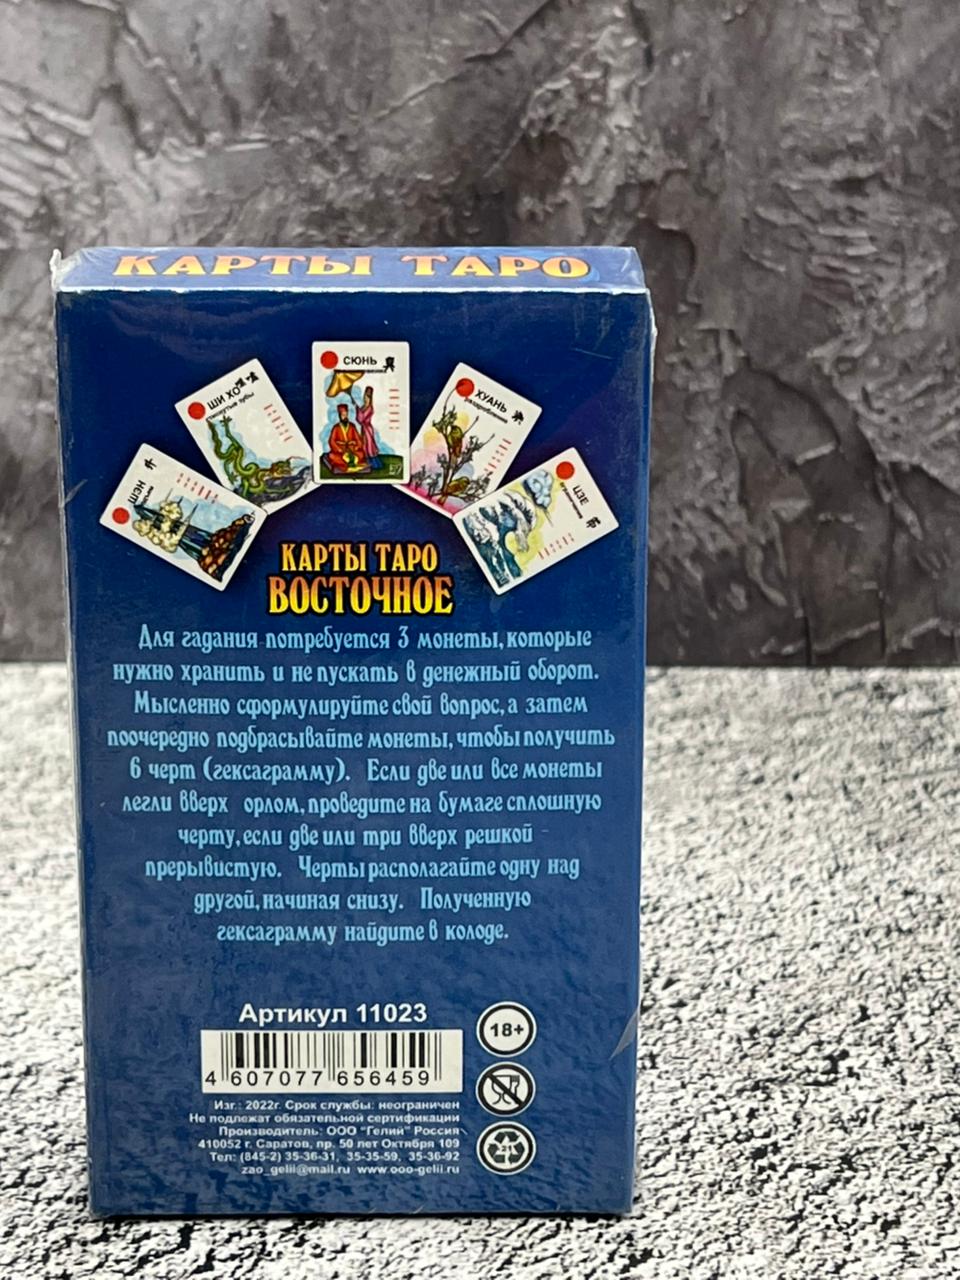 КАРТЫ ТАРО
СЮНЬ
ШИ ХО
стиснутые зубы
ХУАНЬ
раздробление
ЦЗЕ
КАРТЫ ТАРО
ВОСТОЧНОЕ
Для гадания потребуется 3 монеты, которые
нужно хранить и не пускать в денежный оборот.
Мысленно сформулируйте свой вопрос, а затем
поочередно подбрасывайте монеты, чтобы получить
6 черт (гексаграмму). Если две или все монеты
легли вверх орлом, проведите на бумаге сплошную
черту, если две или три вверх решкой -
прерывистую. Черты располагайте одну над
другой, начиная снизу. Полученную
гексаграмму найдите в колоде.
Артикул 11023
18+
4 607077 656459
Изг.: 2022г. Срок службы: неограничен
Не подлежат обязательной сертификации
Производитель: ООО "Гелий" Россия
410052 г. Саратов, пр. 50 лет Октября 109
Тел: (845-2) 35-36-31, 35-35-59, 35-36-92
zao_gelii@mail.ru www.ooo-gelii.ru